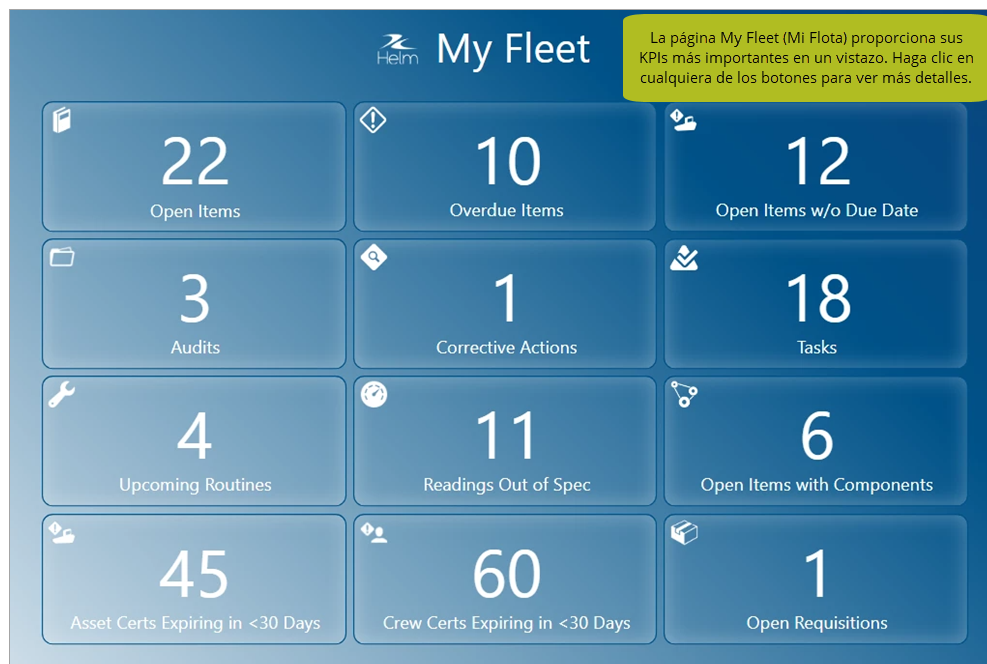 Helm
My Fleet
La página My Fleet (Mi Flota) proporciona sus
KPIs más importantes en un vistazo. Haga clic en
cualquiera de los botones para ver más detalles.
22
Open Items
10
Overdue Items
12
Open Items w/o Due Date
3
Audits
1
Corrective Actions
18
Tasks
4
Upcoming Routines
11
Readings Out of Spec
6
Open Items with Components
45
Asset Certs Expiring in <30 Days
60
Crew Certs Expiring in <30 Days
1
Open Requisitions